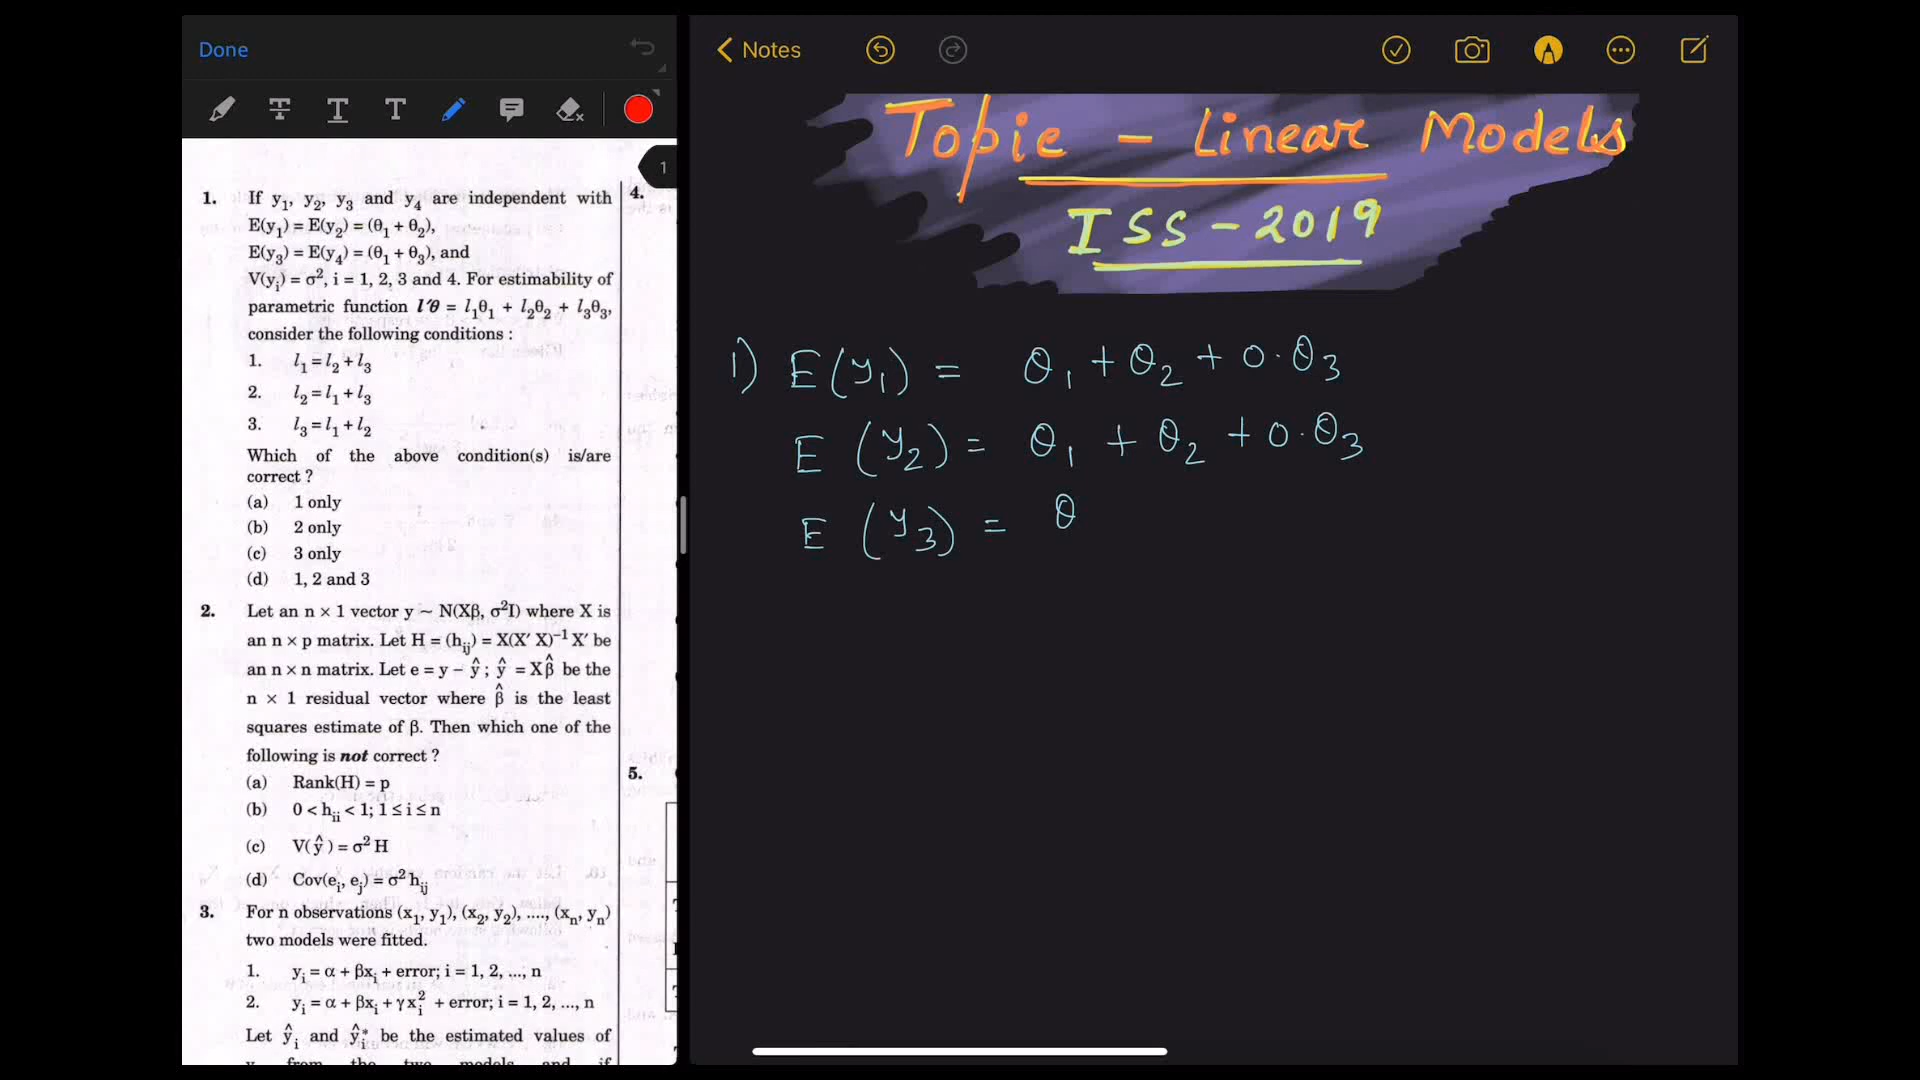 Done
1
1. If y₁, y₂, y₃ and y₄ are independent with
E(y₁) = E(y₂) = (θ₁ + θ₂),
E(y₃) = E(y₄) = (θ₁ + θ₃), and
V(yᵢ) = σ², i = 1, 2, 3 and 4. For estimability of
parametric function l′θ = l₁θ₁ + l₂θ₂ + l₃θ₃,
consider the following conditions :
1. l₁ = l₂ + l₃
2. l₂ = l₁ + l₃
3. l₃ = l₁ + l₂
Which of the above condition(s) is/are
correct ?
(a) 1 only
(b) 2 only
(c) 3 only
(d) 1, 2 and 3
2. Let an n × 1 vector y ~ N(Xβ, σ²I) where X is
an n × p matrix. Let H = (hᵢⱼ) = X(X′ X)⁻¹ X′ be
an n × n matrix. Let e = y – ŷ ; ŷ = Xβ̂ be the
n × 1 residual vector where β̂ is the least
squares estimate of β. Then which one of the
following is not correct ?
(a) Rank(H) = p
(b) 0 < hᵢᵢ < 1; 1 ≤ i ≤ n
(c) V(ŷ) = σ² H
(d) Cov(eᵢ, eⱼ) = σ² hᵢⱼ
3. For n observations (x₁, y₁), (x₂, y₂), ...., (xₙ, yₙ)
two models were fitted.
1. yᵢ = α + βxᵢ + error; i = 1, 2, ..., n
2. yᵢ = α + βxᵢ + γxᵢ² + error; i = 1, 2, ..., n
Let ŷᵢ and ŷᵢ* be the estimated values of
y from the two models and if
4.
5.
Notes
Topic - Linear Models
ISS - 2019
1) E(y₁) = θ₁ + θ₂ + 0·θ₃
E (y₂) = θ₁ + θ₂ + 0·θ₃
E (y₃) = θ